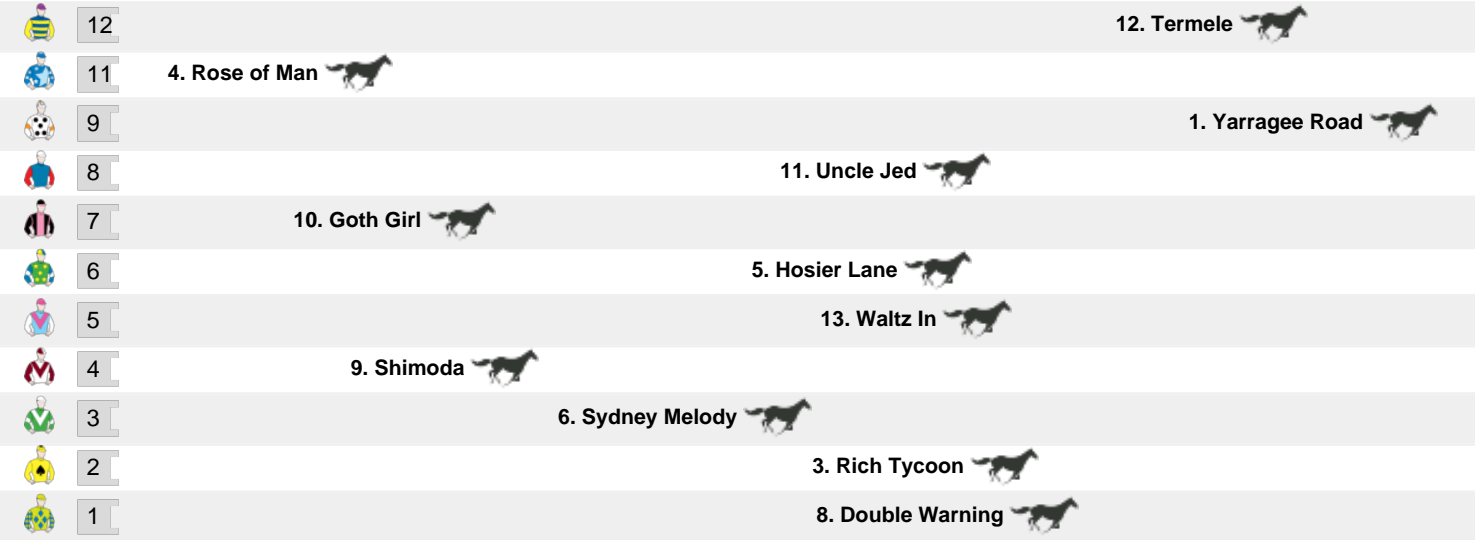 12 12. Termele
11 4. Rose of Man
9 1. Yarragee Road
8 11. Uncle Jed
7 10. Goth Girl
6 5. Hosier Lane
5 13. Waltz In
4 9. Shimoda
3 6. Sydney Melody
2 3. Rich Tycoon
1 8. Double Warning